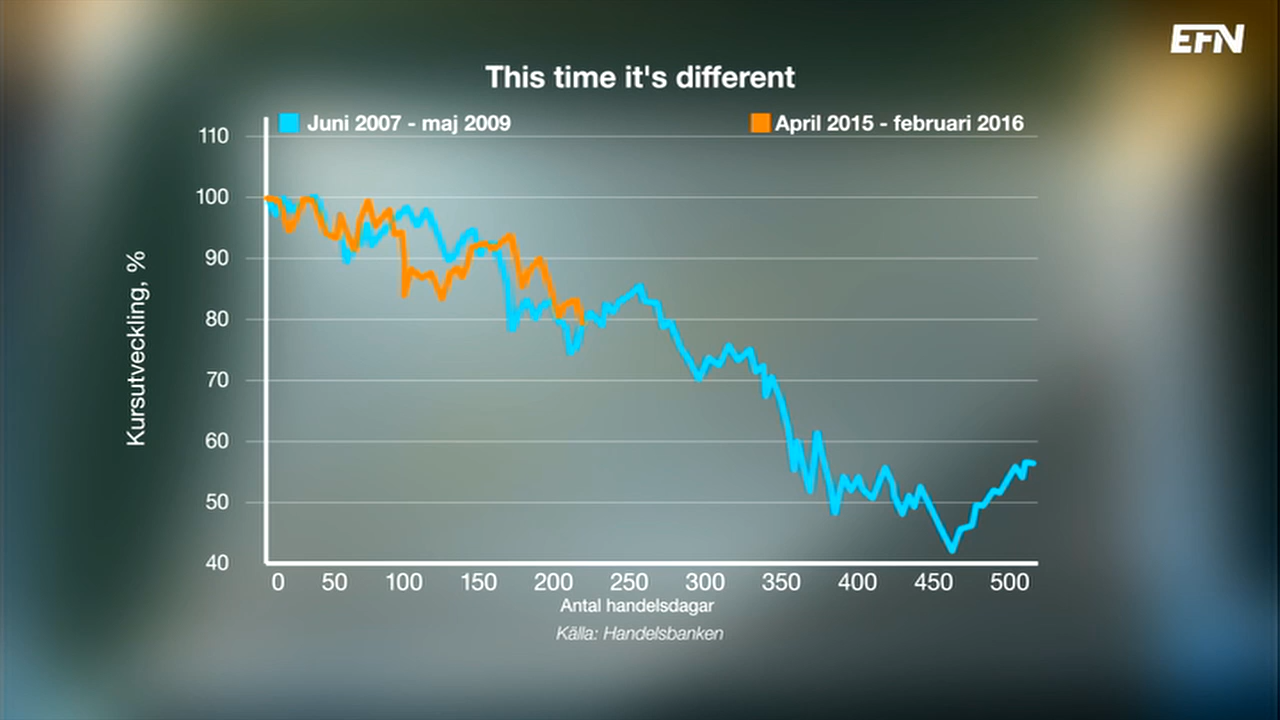 EFN
This time it's different
Juni 2007 - maj 2009
April 2015 - februari 2016
110
100
90
80
70
60
50
40
Kursutveckling, %
0 50 100 150 200 250 300 350 400 450 500
Antal handelsdagar
Källa: Handelsbanken